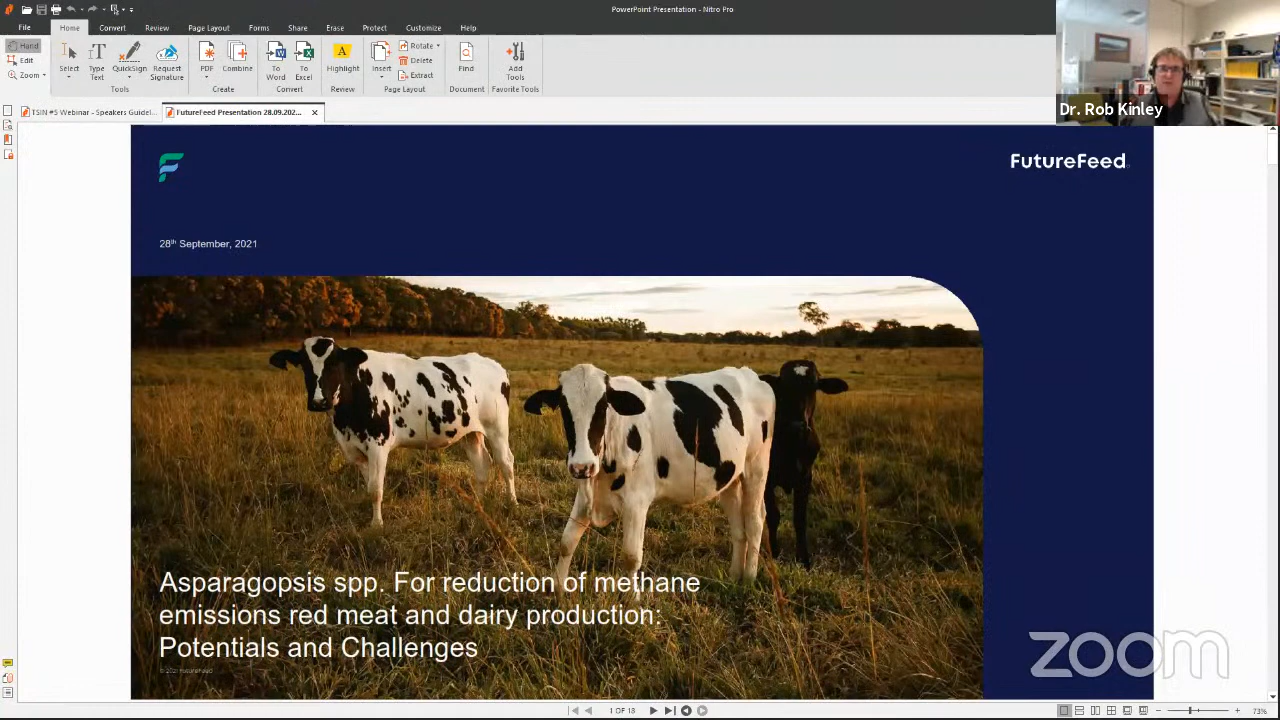 PowerPoint Presentation - Nitro Pro
File
Home
Convert
Review
Page Layout
Forms
Share
Erase
Protect
Customize
Help
Hand
Edit
Zoom
Select
Type Text
QuickSign
Request Signature
Tools
PDF
Combine
Create
To Word
To Excel
Convert
Highlight
Review
Insert
Rotate
Delete
Extract
Page Layout
Find
Document
Add Tools
Favorite Tools
TSIN #5 Webinar - Speakers Guidel...
FutureFeed Presentation 28.09.202...
Dr. Rob Kinley
FutureFeed
28th September, 2021
Asparagopsis spp. For reduction of methane
emissions red meat and dairy production:
Potentials and Challenges
© 2021 FutureFeed
zoom
1 OF 18
73%